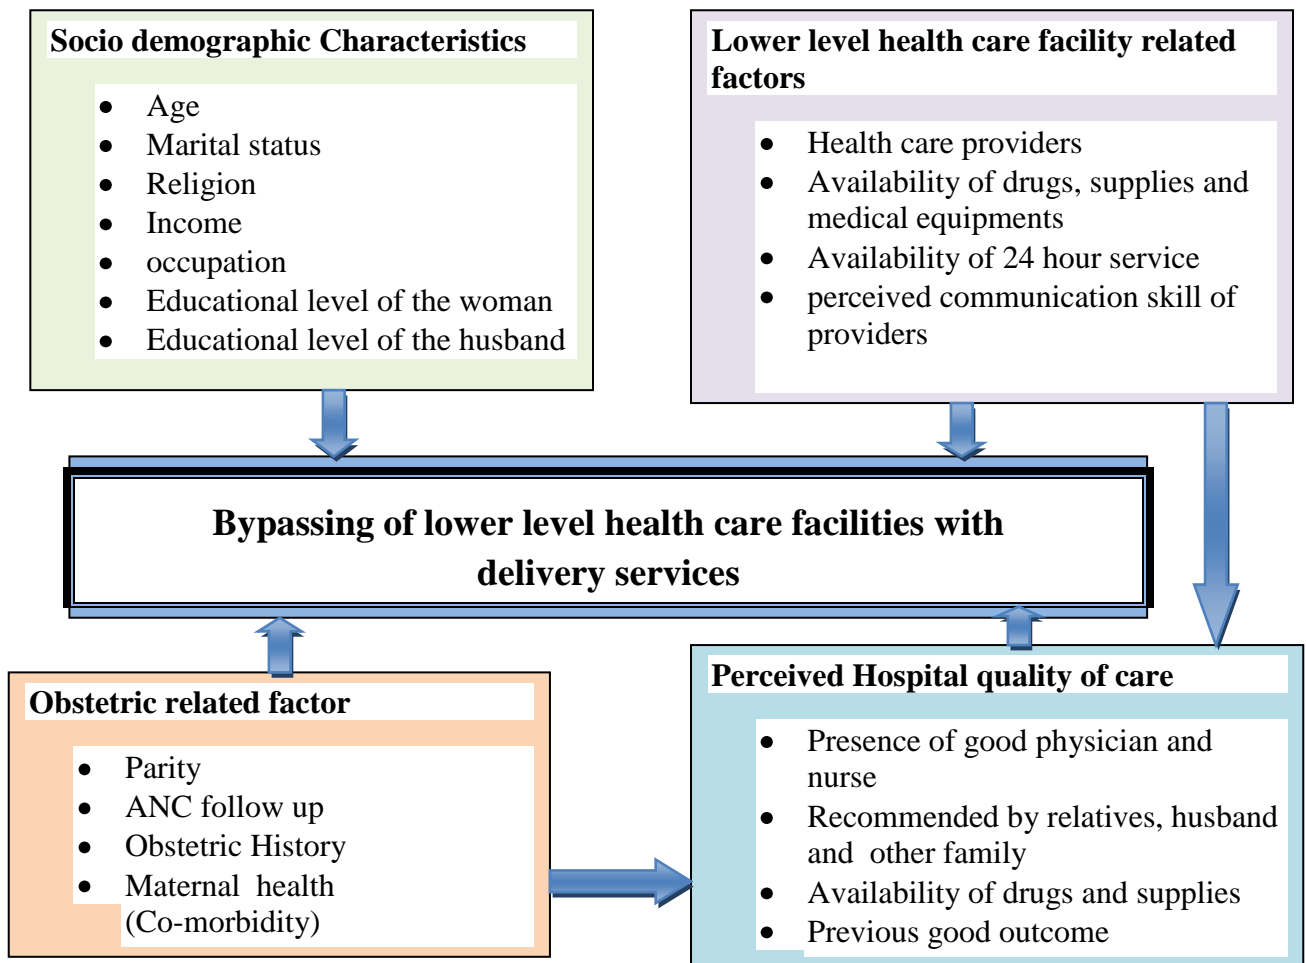 Socio demographic Characteristics
• Age
• Marital status
• Religion
• Income
• occupation
• Educational level of the woman
• Educational level of the husband
Lower level health care facility related
factors
• Health care providers
• Availability of drugs, supplies and
medical equipments
• Availability of 24 hour service
• perceived communication skill of
providers
Bypassing of lower level health care facilities with
delivery services
Obstetric related factor
• Parity
• ANC follow up
• Obstetric History
• Maternal health
(Co-morbidity)
Perceived Hospital quality of care
• Presence of good physician and
nurse
• Recommended by relatives, husband
and other family
• Availability of drugs and supplies
• Previous good outcome